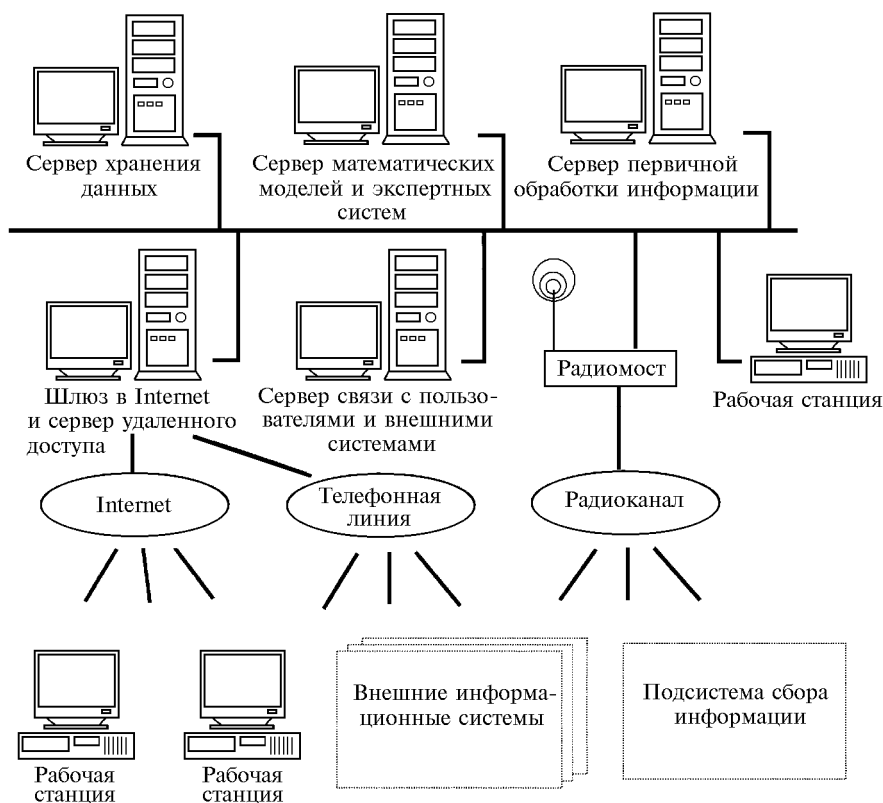 Сервер хранения
данных
Сервер математических
моделей и экспертных
систем
Сервер первичной
обработки информации
Шлюз в Internet
и сервер удаленного
доступа
Сервер связи с пользо-
вателями и внешними
системами
Радиомост
Рабочая станция
Internet
Телефонная
линия
Радиоканал
Рабочая
станция
Рабочая
станция
Внешние информа-
ционные системы
Подсистема сбора
информации